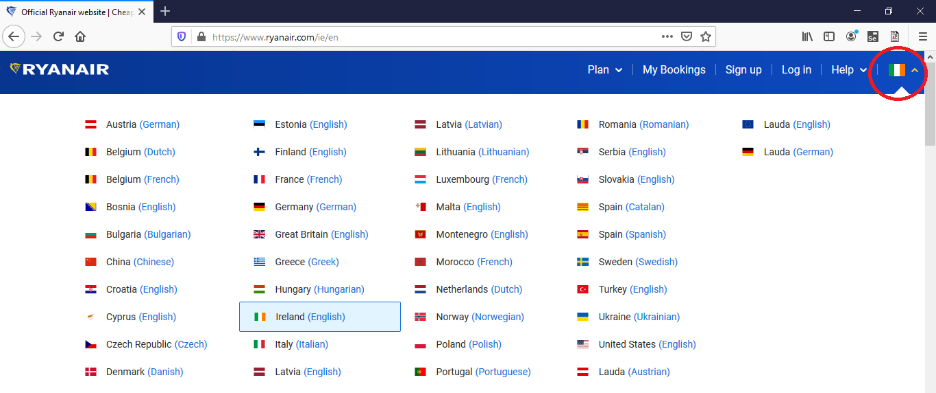 Official Ryanair website | Cheap
https://www.ryanair.com/ie/en
RYANAIR
Plan
My Bookings
Sign up
Log in
Help
Austria (German)
Belgium (Dutch)
Belgium (French)
Bosnia (English)
Bulgaria (Bulgarian)
China (Chinese)
Croatia (English)
Cyprus (English)
Czech Republic (Czech)
Denmark (Danish)
Estonia (English)
Finland (English)
France (French)
Germany (German)
Great Britain (English)
Greece (Greek)
Hungary (Hungarian)
Ireland (English)
Italy (Italian)
Latvia (English)
Latvia (Latvian)
Lithuania (Lithuanian)
Luxembourg (French)
Malta (English)
Montenegro (English)
Morocco (French)
Netherlands (Dutch)
Norway (Norwegian)
Poland (Polish)
Portugal (Portuguese)
Romania (Romanian)
Serbia (English)
Slovakia (English)
Spain (Catalan)
Spain (Spanish)
Sweden (Swedish)
Turkey (English)
Ukraine (Ukrainian)
United States (English)
Lauda (Austrian)
Lauda (English)
Lauda (German)